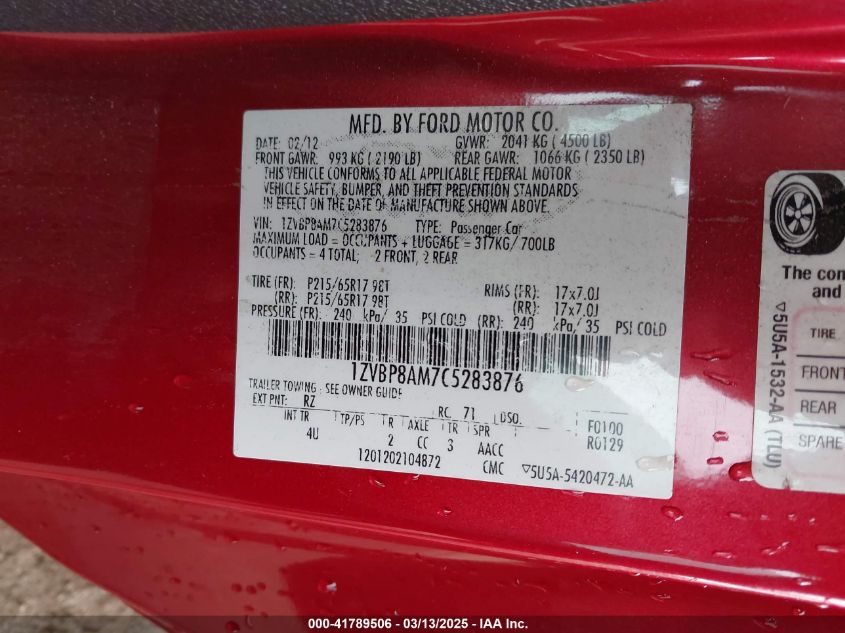 MFD. BY FORD MOTOR CO.
DATE: 02/12 GVWR: 2041 KG ( 4500 LB)
FRONT GAWR: 993 KG ( 2190 LB) REAR GAWR: 1066 KG ( 2350 LB)
THIS VEHICLE CONFORMS TO ALL APPLICABLE FEDERAL MOTOR
VEHICLE SAFETY, BUMPER, AND THEFT PREVENTION STANDARDS
IN EFFECT ON THE DATE OF MANUFACTURE SHOWN ABOVE.
VIN: 1ZVBP8AM7C5283876 TYPE: Passenger Car
MAXIMUM LOAD = OCCUPANTS + LUGGAGE = 317KG/700LB
OCCUPANTS = 4 TOTAL; 2 FRONT, 2 REAR
TIRE (FR): P215/65R17 98T RIMS (FR): 17x7.0J
(RR): P215/65R17 98T (RR): 17x7.0J
PRESSURE (FR): 240 kPa/ 35 PSI COLD (RR): 240 kPa/ 35 PSI COLD
1ZVBP8AM7C5283876
TRAILER TOWING: SEE OWNER GUIDE
EXT PNT: RZ RC: 71 DSO: F0100
INT TR TP/PS R AXLE TR SPR R0129
4U 2 CC 3 AACC
1201202104872 CMC ▽5U5A-5420472-AA
The con
and
TIRE
FRONT
REAR
SPARE
▽5U5A-1532-AA (TLU)
000-41789506 - 03/13/2025 - IAA Inc.